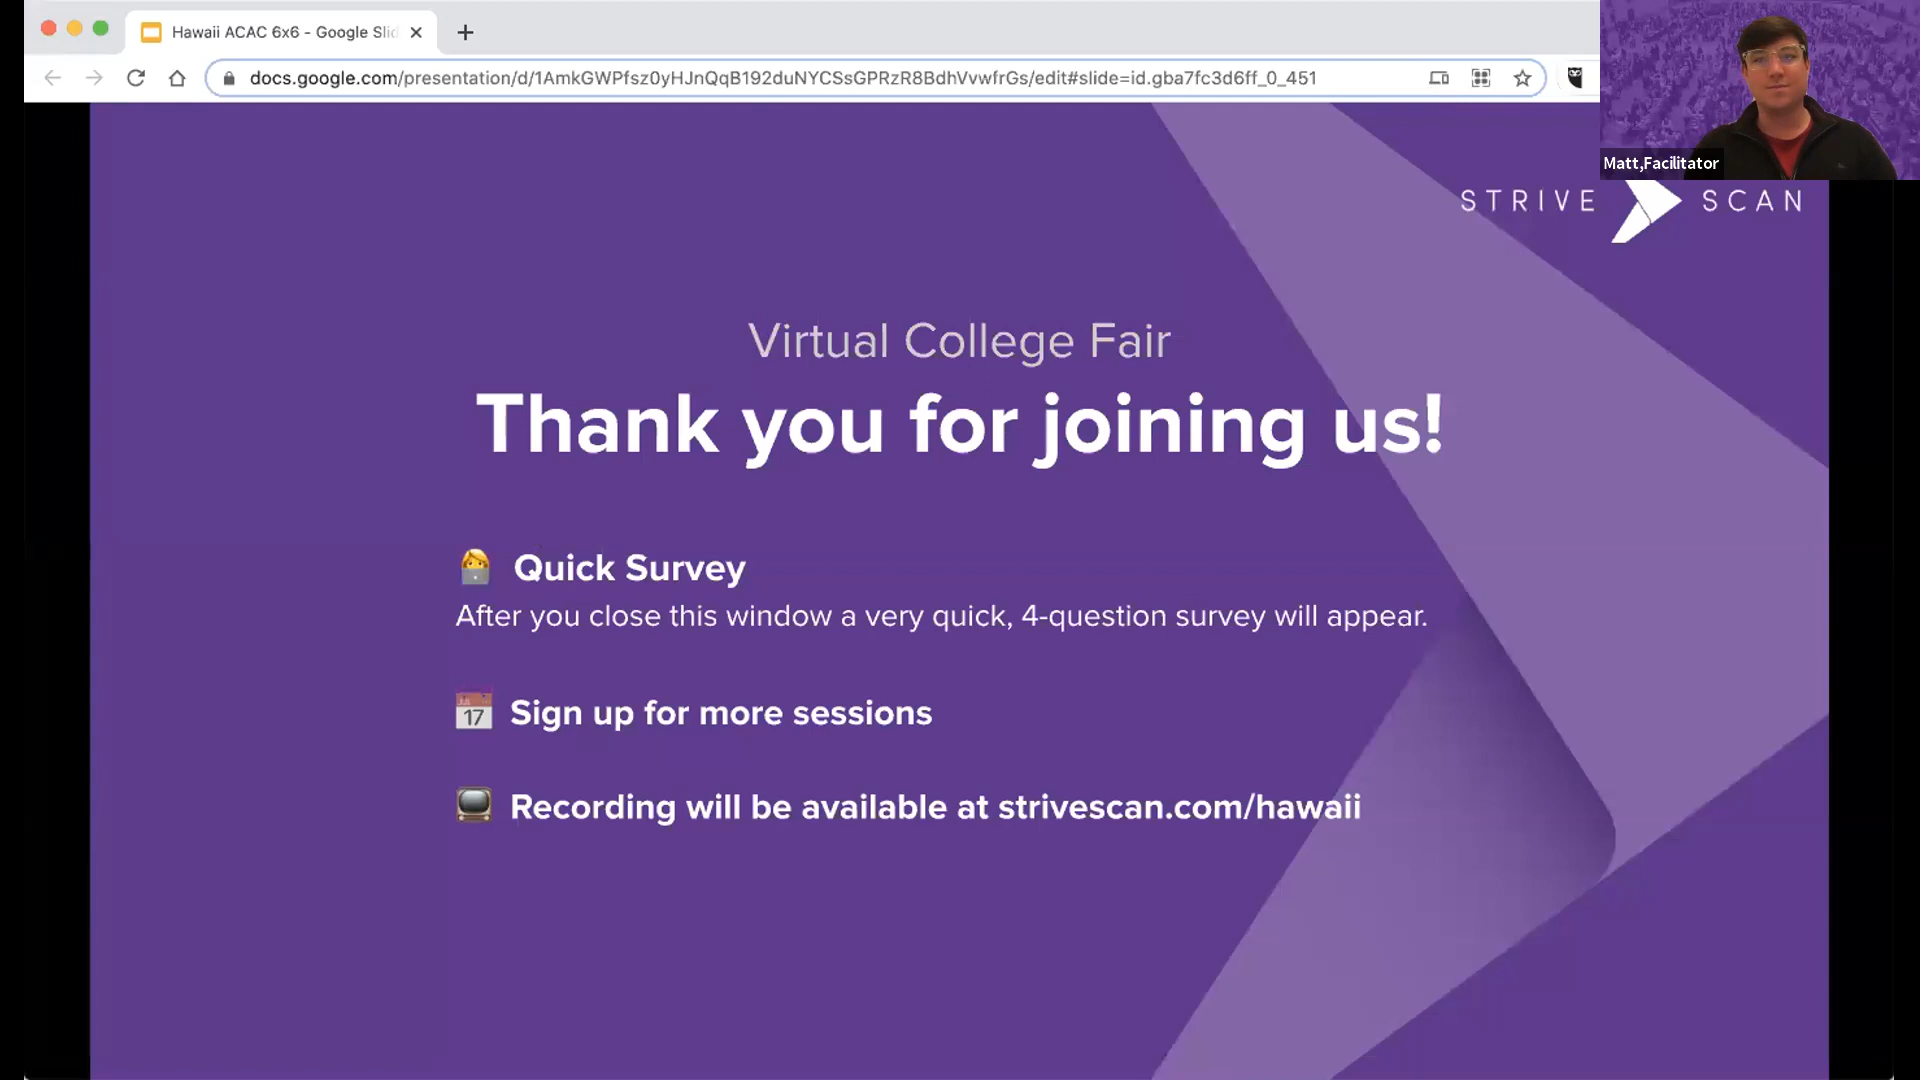 Hawaii ACAC 6x6 - Google Slid
docs.google.com/presentation/d/1AmkGWPfsz0yHJnQqB192duNYCSsGPRzR8BdhVvwfrGs/edit#slide=id.gba7fc3d6ff_0_451
Matt,Facilitator
STRIVE SCAN
Virtual College Fair
Thank you for joining us!
Quick Survey
After you close this window a very quick, 4-question survey will appear.
JUL
17
Sign up for more sessions
Recording will be available at strivescan.com/hawaii